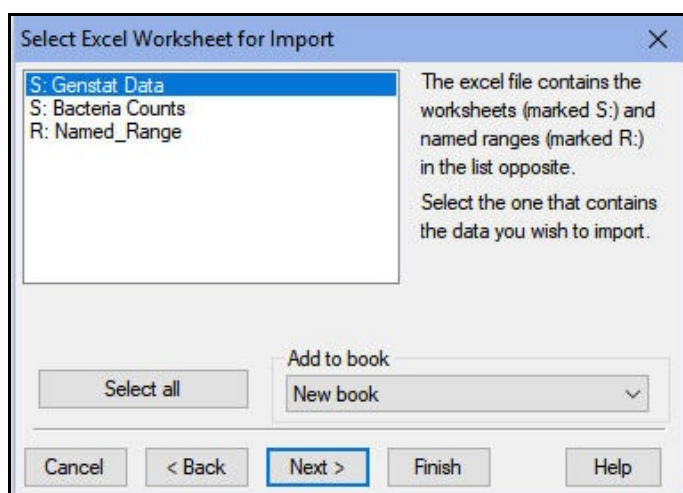 Select Excel Worksheet for Import
S: Genstat Data
S: Bacteria Counts
R: Named_Range
The excel file contains the
worksheets (marked S:) and
named ranges (marked R:)
in the list opposite.
Select the one that contains
the data you wish to import.
Select all
Add to book
New book
Cancel
< Back
Next >
Finish
Help